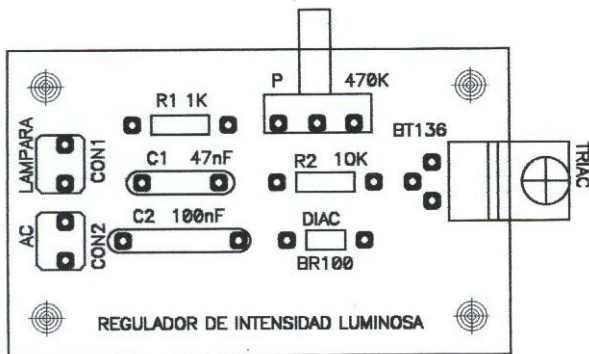 P 470K
R1 1K
BT136
LAMPARA
CON1
C1 47nF
R2 10K
TRIAC
C2 100nF
DIAC
AC
CON2
BR100
REGULADOR DE INTENSIDAD LUMINOSA